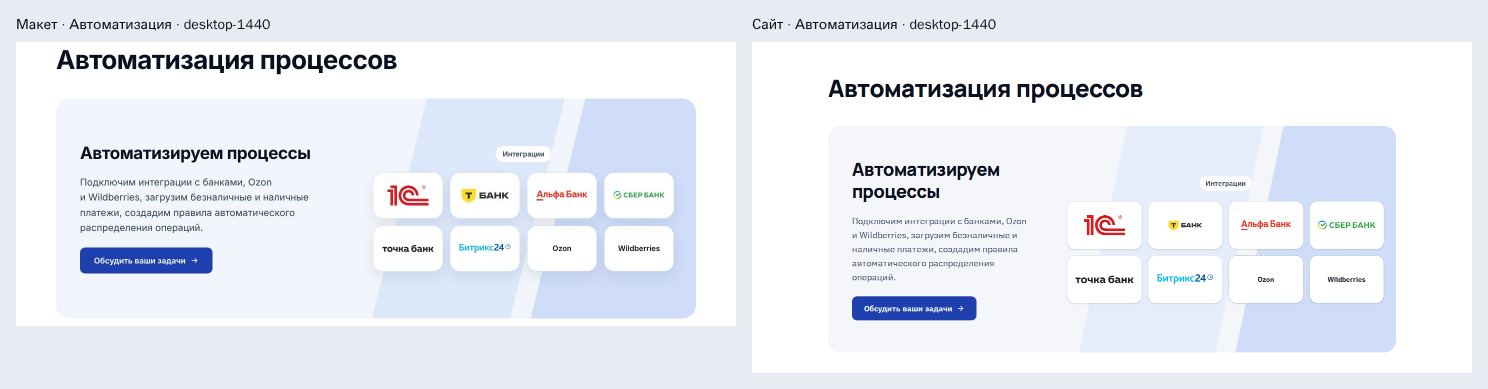 Макет · Автоматизация · desktop-1440
Автоматизация процессов
Автоматизируем процессы
Подключим интеграции с банками, Ozon
и Wildberries, загрузим безналичные и наличные
платежи, создадим правила автоматического
распределения операций.
Обсудить ваши задачи →
Интеграции
1С®
Т БАНК
Альфа Банк
СБЕР БАНК
точка банк
Битрикс24
Ozon
Wildberries
Сайт · Автоматизация · desktop-1440
Автоматизация процессов
Автоматизируем
процессы
Подключим интеграции с банками, Ozon
и Wildberries, загрузим безналичные и
наличные платежи, создадим правила
автоматического распределения
операций.
Обсудить ваши задачи →
Интеграции
1С®
Т БАНК
Альфа Банк
СБЕР БАНК
точка банк
Битрикс24
Ozon
Wildberries